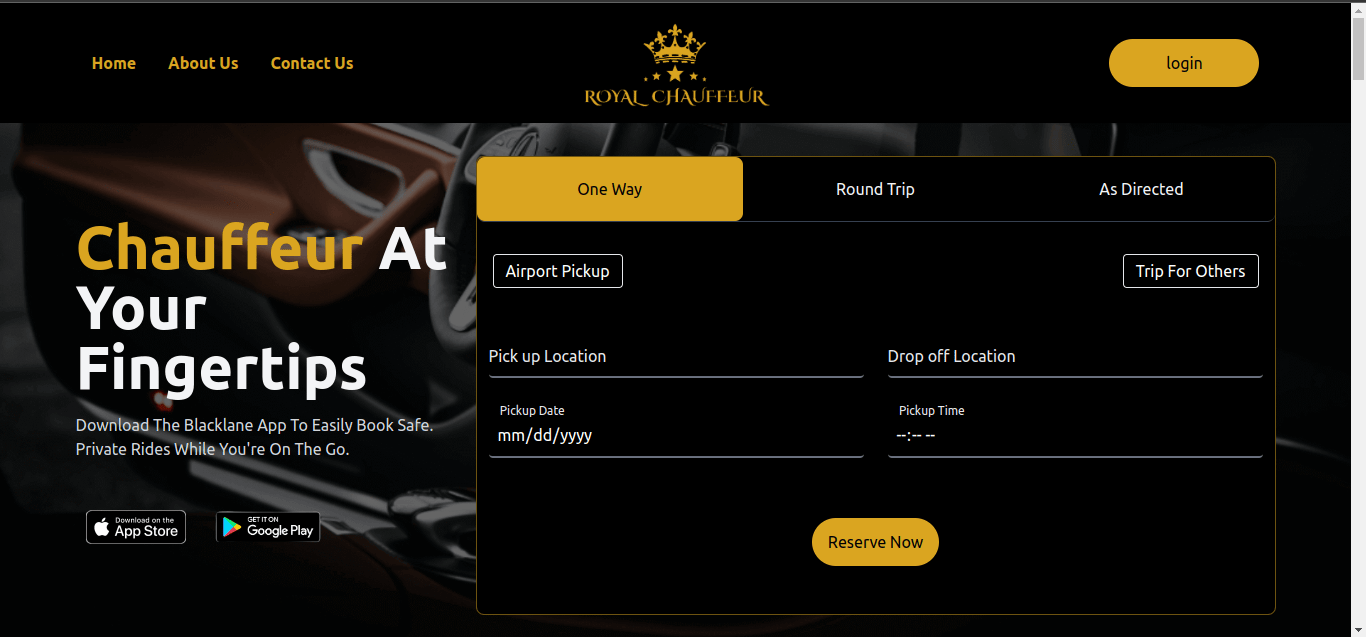 Home
About Us
Contact Us
ROYAL CHAUFFEUR
login
One Way
Round Trip
As Directed
Chauffeur At
Your
Fingertips
Download The Blacklane App To Easily Book Safe.
Private Rides While You're On The Go.
Download on the
App Store
GET IT ON
Google Play
Airport Pickup
Trip For Others
Pick up Location
Drop off Location
Pickup Date
mm/dd/yyyy
Pickup Time
--:-- --
Reserve Now